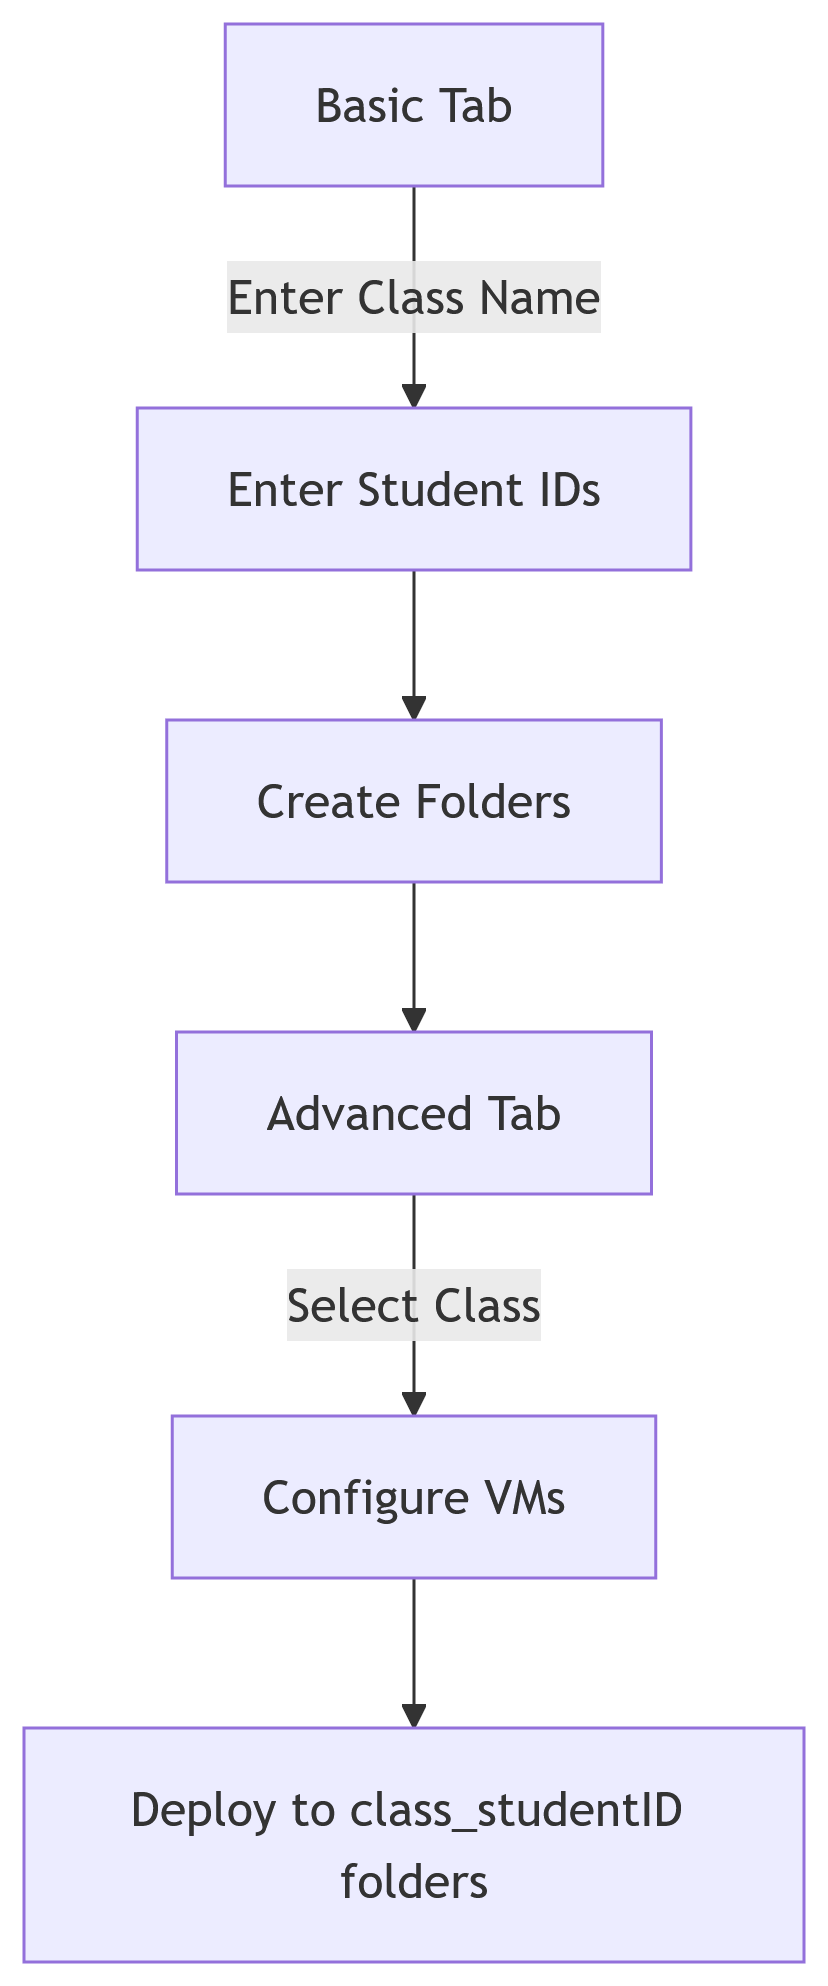 Basic Tab
Enter Class Name
Enter Student IDs
Create Folders
Advanced Tab
Select Class
Configure VMs
Deploy to class_studentID
folders